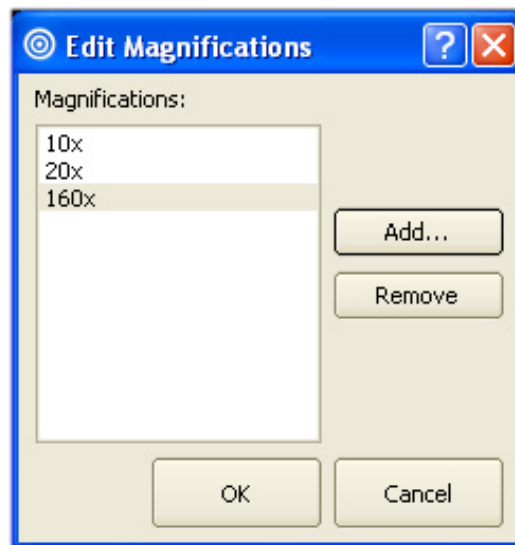 Edit Magnifications
?
Magnifications:
10x
20x
160x
Add...
Remove
OK
Cancel